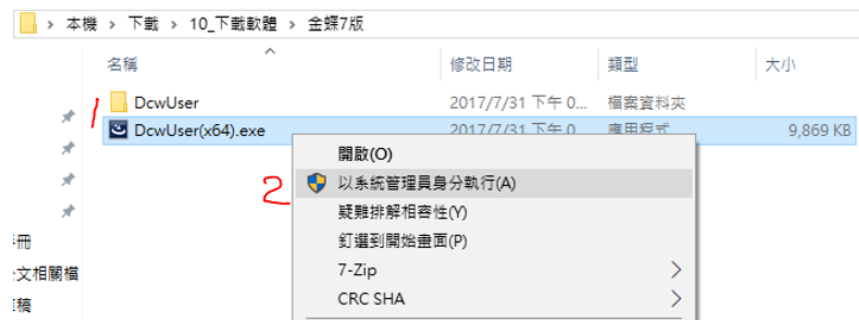 本機 > 下載 > 10_下載軟體 > 金蝶7版
名稱 修改日期 類型 大小
1 DcwUser 2017/7/31 下午 0... 檔案資料夾
DcwUser(x64).exe 2017/7/31 下午 0... 應用程式 9,869 KB
開啟(O)
2 以系統管理員身分執行(A)
疑難排解相容性(Y)
釘選到開始畫面(P)
冊
7-Zip
文相關檔
CRC SHA
稿